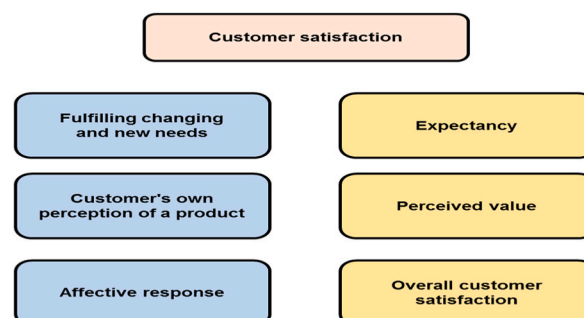 Customer satisfaction
Fulfilling changing
and new needs
Expectancy
Customer's own
perception of a product
Perceived value
Affective response
Overall customer
satisfaction